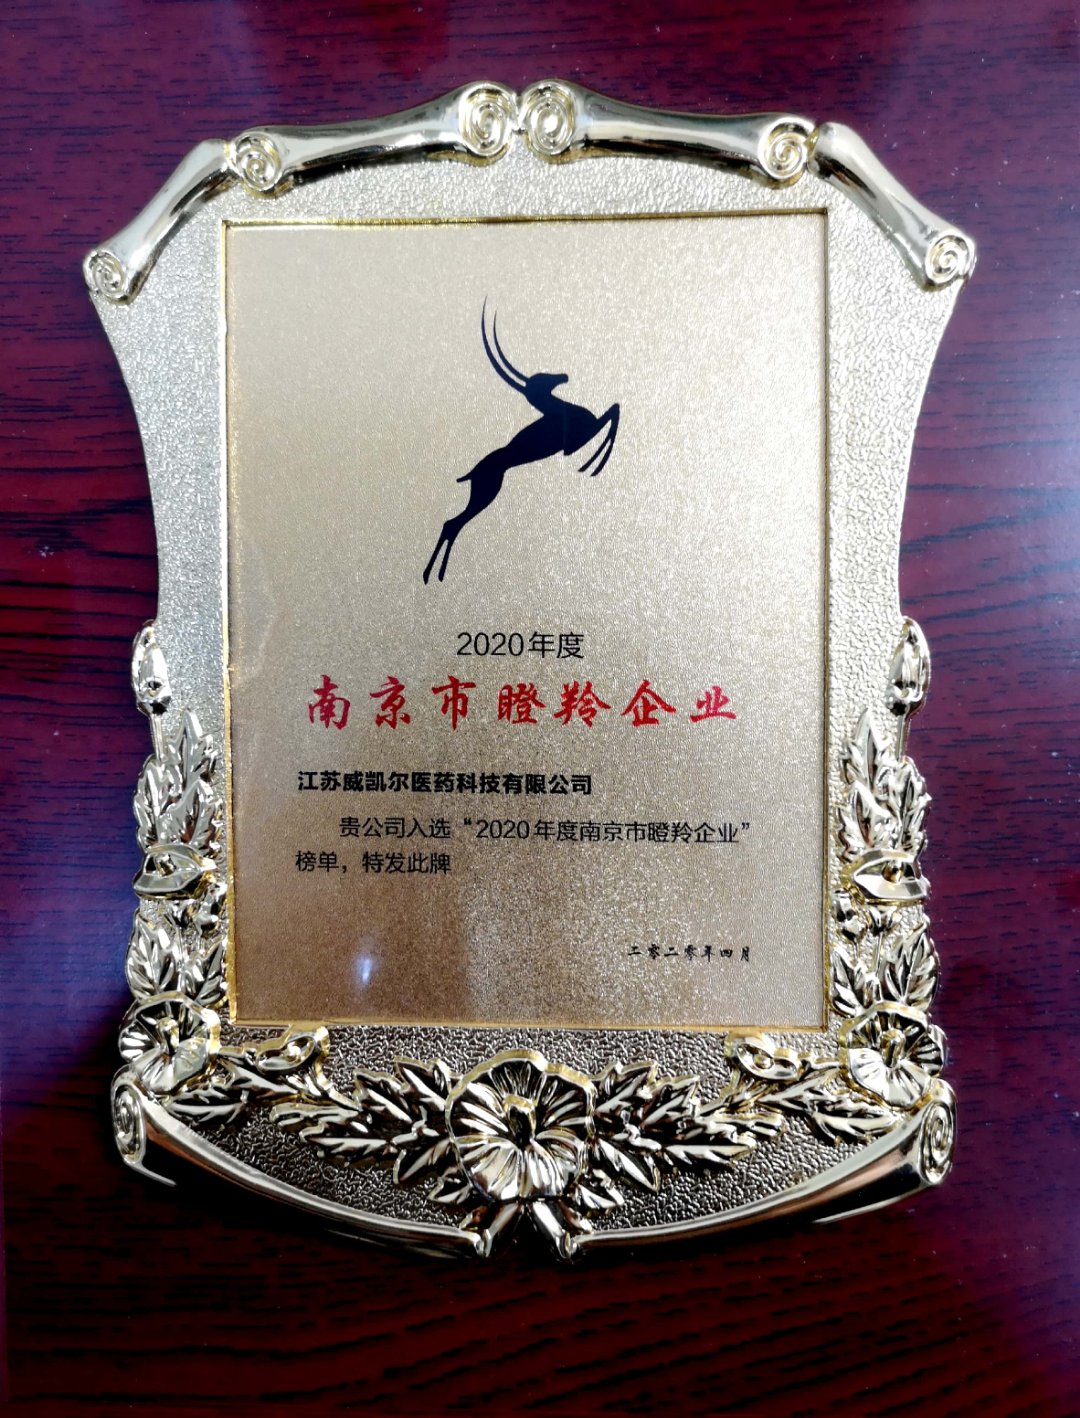 2020年度
南京市瞪羚企业
江苏威凯尔医药科技有限公司
贵公司入选“2020年度南京市瞪羚企业”
榜单，特发此牌
二零二零年四月